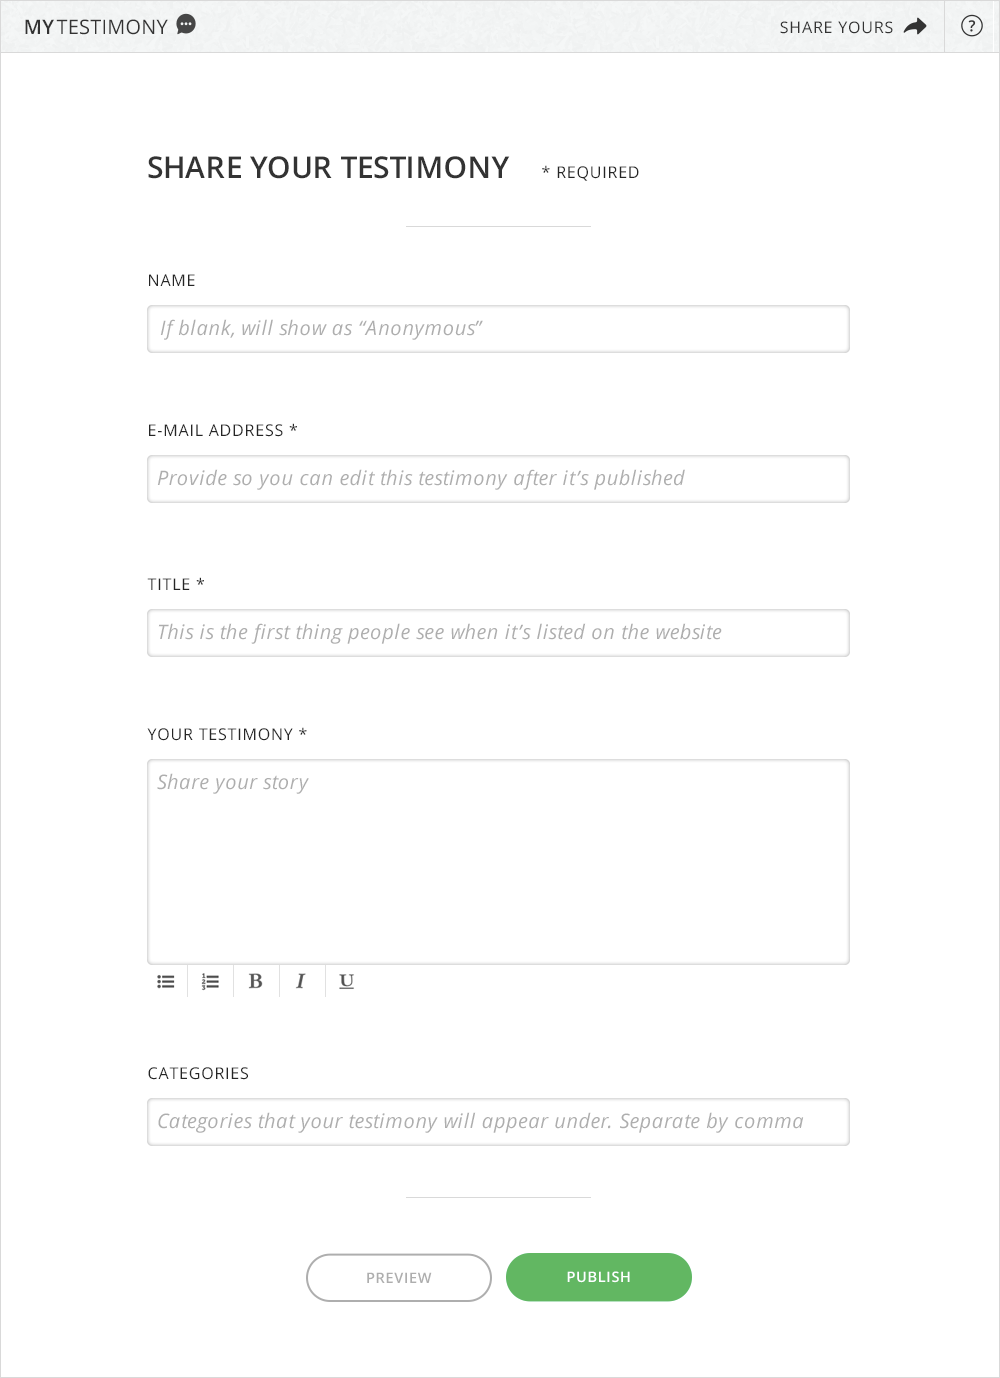 MYTESTIMONY
SHARE YOURS
?
SHARE YOUR TESTIMONY * REQUIRED
NAME
If blank, will show as “Anonymous”
E-MAIL ADDRESS *
Provide so you can edit this testimony after it’s published
TITLE *
This is the first thing people see when it’s listed on the website
YOUR TESTIMONY *
Share your story
B I U
CATEGORIES
Categories that your testimony will appear under. Separate by comma
PREVIEW PUBLISH